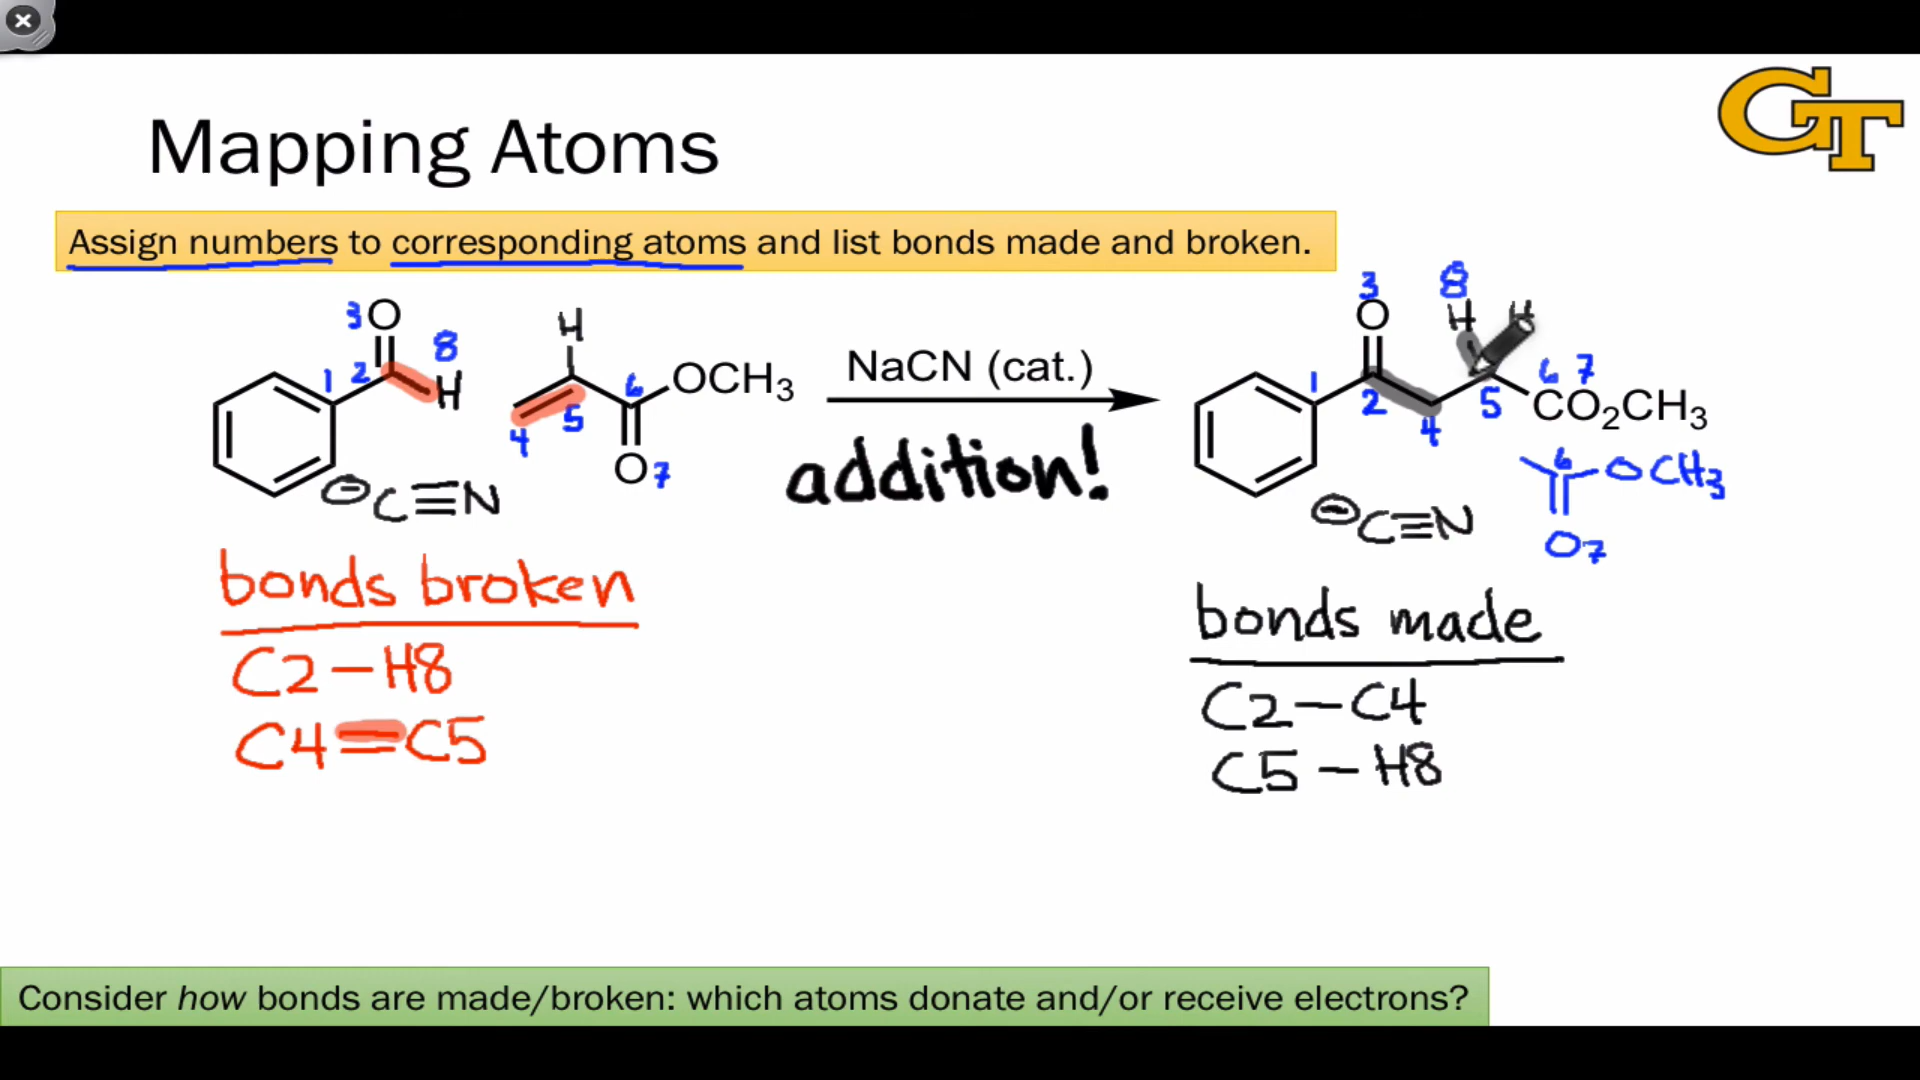 GT
Mapping Atoms
Assign numbers to corresponding atoms and list bonds made and broken.
3 O
8
2
1
H
H
4
5
6
OCH3
O 7
⊖C≡N
NaCN (cat.)
addition!
3
O
8
H
H
1
2
4
5
6 7
CO2CH3
6 OCH3
O7
⊖C≡N
bonds broken
C2–H8
C4=C5
bonds made
C2–C4
C5–H8
Consider how bonds are made/broken: which atoms donate and/or receive electrons?